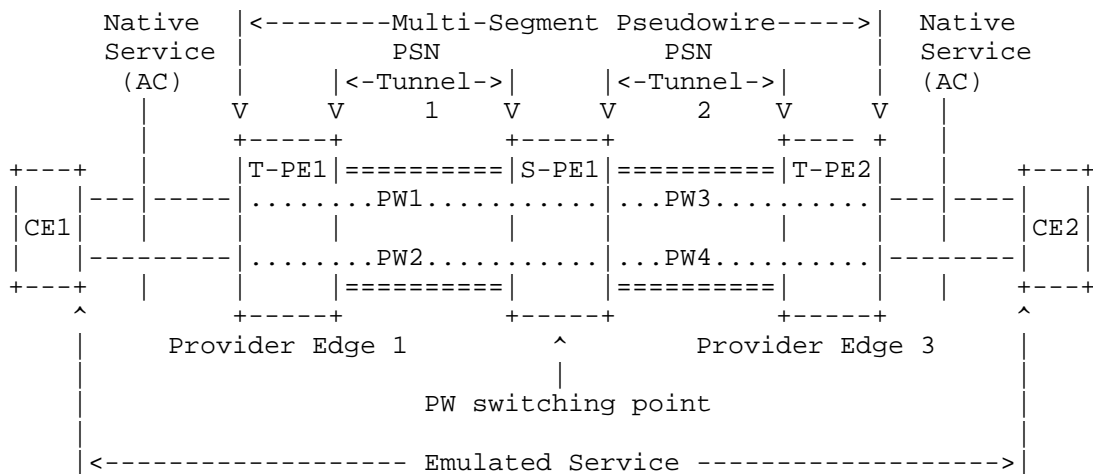 Native |<--------Multi-Segment Pseudowire----->| Native
Service | PSN PSN | Service
(AC) | |<-Tunnel->| |<-Tunnel->| | (AC)
| V V 1 V V 2 V V |
| +-----+ +-----+ +---- + |
+---+ | |T-PE1|==========|S-PE1|==========|T-PE2| | +---+
| |---|-----|........PW1...........|...PW3..........|---|----| |
|CE1| | | | | | | | | |CE2|
| |---------|........PW2...........|...PW4..........|--------| |
+---+ | | |==========| |==========| | | +---+
^ +-----+ +-----+ +-----+ ^
| Provider Edge 1 ^ Provider Edge 3 |
| | |
| PW switching point |
| |
|<------------------- Emulated Service ------------------->|